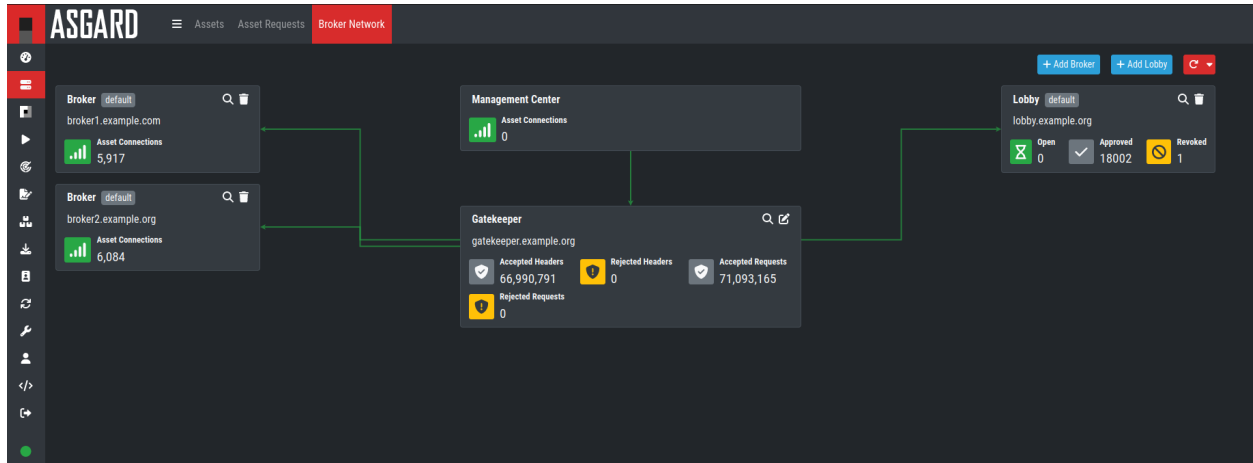 ASGARD
Assets Asset Requests Broker Network
+ Add Broker + Add Lobby
Broker default
broker1.example.com
Asset Connections
5,917
Broker default
broker2.example.org
Asset Connections
6,084
Management Center
Asset Connections
0
Gatekeeper
gatekeeper.example.org
Accepted Headers
66,990,791
Rejected Headers
0
Accepted Requests
71,093,165
Rejected Requests
0
Lobby default
lobby.example.org
Open
0
Approved
18002
Revoked
1